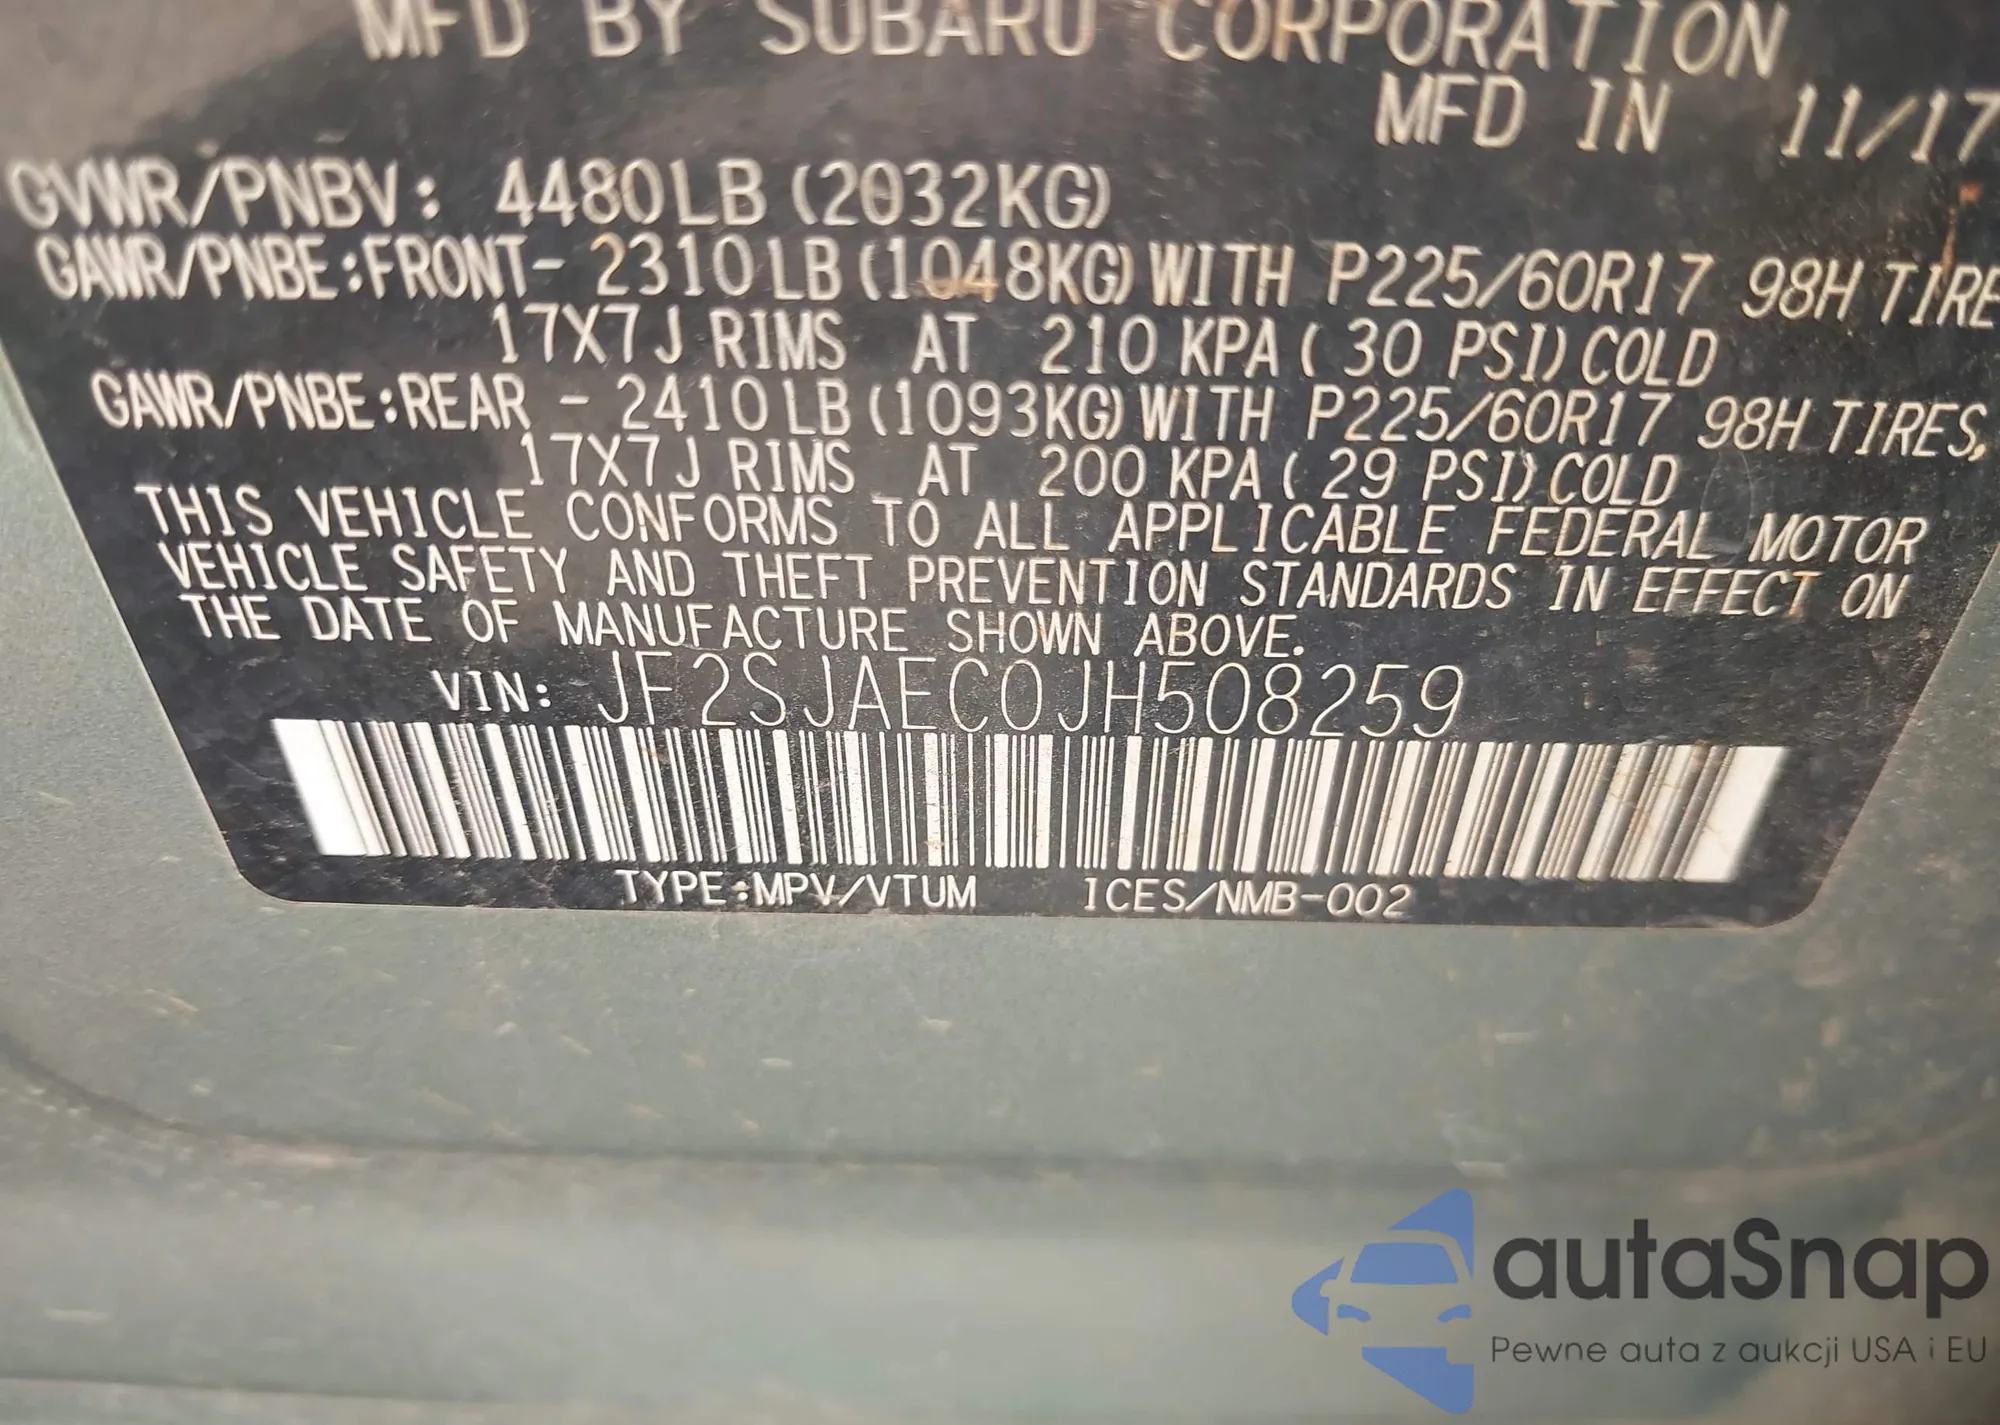 MFD BY SUBARU CORPORATION
MFD IN 11/17
GVWR/PNBV: 4480LB (2032KG)
GAWR/PNBE:FRONT- 2310LB (1048KG) WITH P225/60R17 98H TIRE
17X7J RIMS AT 210 KPA ( 30 PSI) COLD
GAWR/PNBE:REAR - 2410LB (1093KG) WITH P225/60R17 98H TIRES,
17X7J RIMS AT 200 KPA ( 29 PSI) COLD
THIS VEHICLE CONFORMS TO ALL APPLICABLE FEDERAL MOTOR
VEHICLE SAFETY AND THEFT PREVENTION STANDARDS IN EFFECT ON
THE DATE OF MANUFACTURE SHOWN ABOVE.
VIN: JF2SJAEC0JH508259
TYPE:MPV/VTUM ICES/NMB-002
autaSnap
Pewne auta z aukcji USA i EU